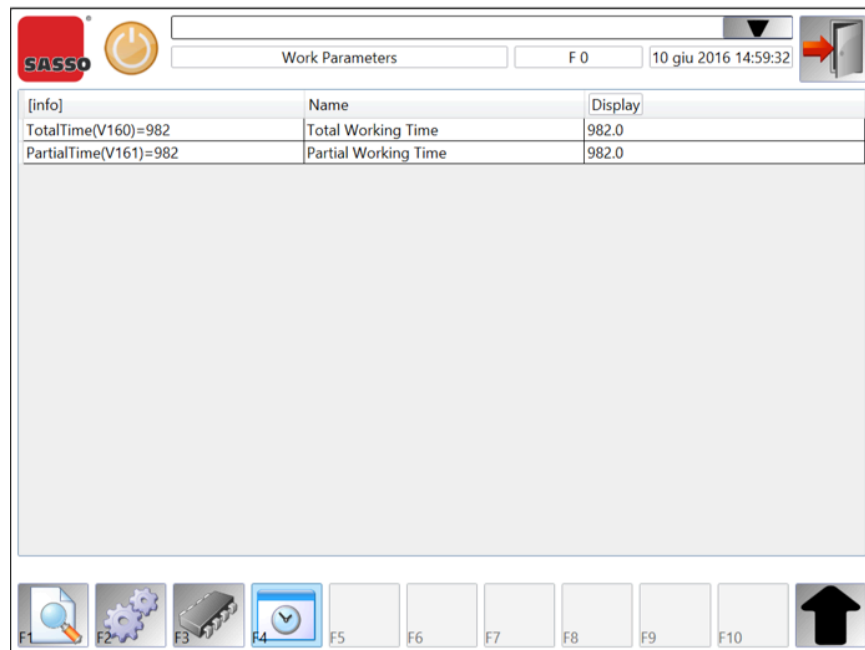 SASSO
Work Parameters F 0 10 giu 2016 14:59:32
[info] Name Display
TotalTime(V160)=982 Total Working Time 982.0
PartialTime(V161)=982 Partial Working Time 982.0
F1 F2 F3 F4 F5 F6 F7 F8 F9 F10